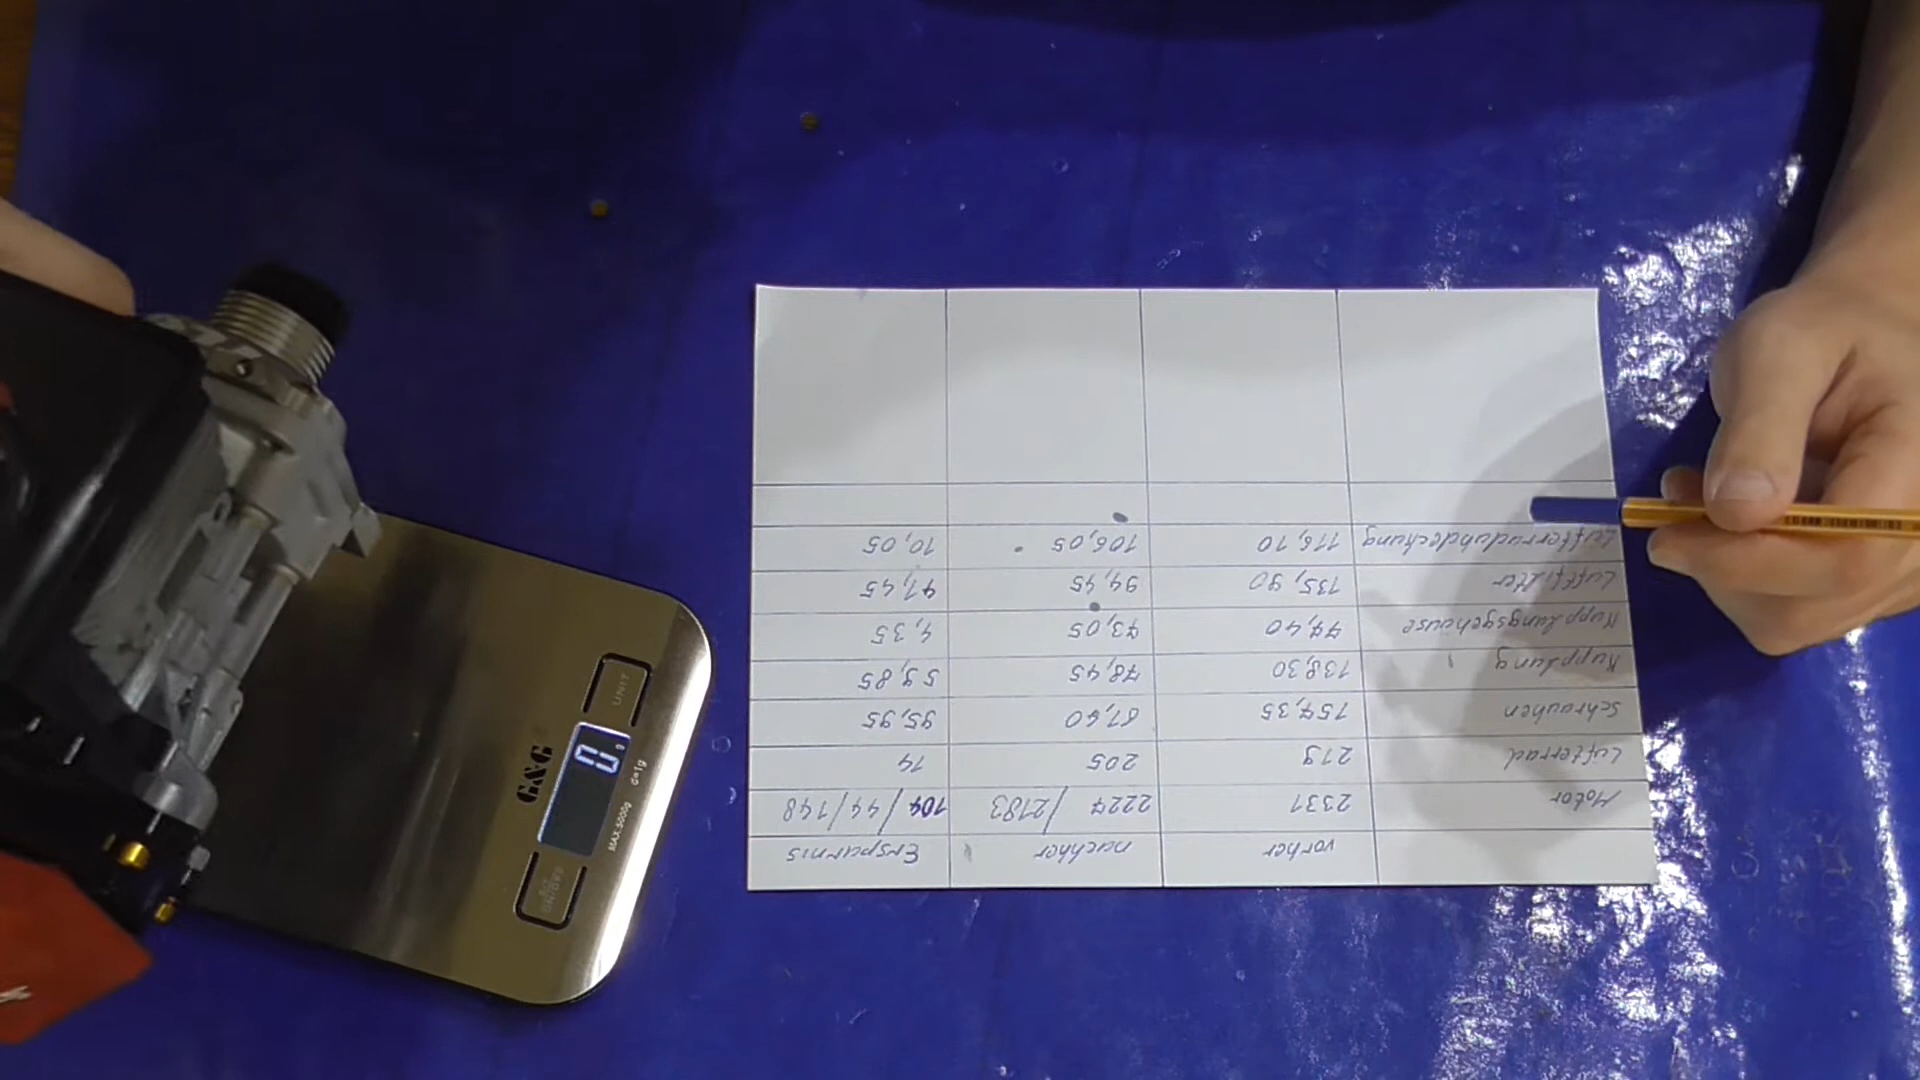 vorher nachher Ersparnis
Motor 2331 2227 /2183 104/44/148
Lüfterrad 219 205 14
Schrauben 157,35 61,40 95,95
Kupplung 138,30 78,45 59,85
Kupplungsgehäuse 77,40 73,05 4,35
Luftfilter 135,90 94,45 41,45
Lüfterradabdeckung 116,10 106,05 10,05
G&G
UNIT
0 g
MAX.5000g d=1g